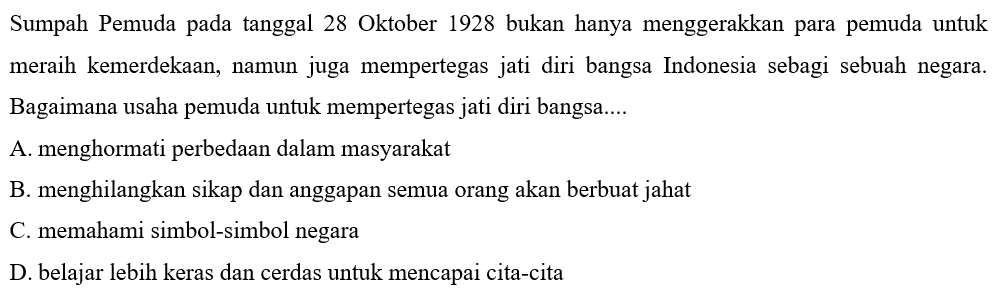 Sumpah Pemuda pada tanggal 28 Oktober 1928 bukan hanya menggerakkan para pemuda untuk
meraih kemerdekaan, namun juga mempertegas jati diri bangsa Indonesia sebagi sebuah negara.
Bagaimana usaha pemuda untuk mempertegas jati diri bangsa....
A. menghormati perbedaan dalam masyarakat
B. menghilangkan sikap dan anggapan semua orang akan berbuat jahat
C. memahami simbol-simbol negara
D. belajar lebih keras dan cerdas untuk mencapai cita-cita